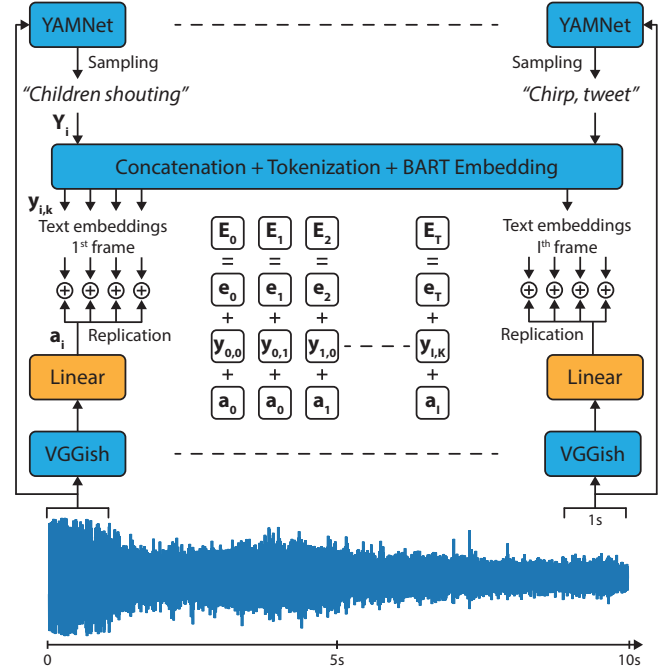 YAMNet YAMNet
Sampling Sampling
"Children shouting" "Chirp, tweet"
Y_i
Concatenation + Tokenization + BART Embedding
y_i,k
Text embeddings
1st frame
Text embeddings
Ith frame
E_0 E_1 E_2 E_T
= = = =
e_0 e_1 e_2 e_T
+ + + +
y_0,0 y_0,1 y_1,0 y_I,K
+ + + +
a_0 a_0 a_1 a_I
+ + + + + + + +
a_i Replication Replication
Linear Linear
VGGish VGGish
1s
0 5s 10s